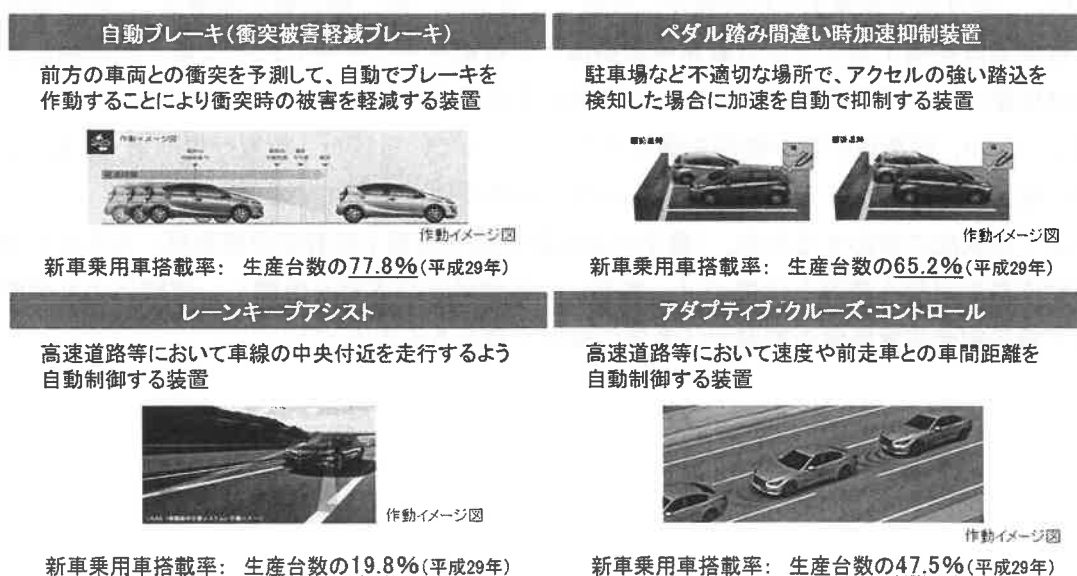 自動ブレーキ(衝突被害軽減ブレーキ)
前方の車両との衝突を予測して、自動でブレーキを
作動することにより衝突時の被害を軽減する装置
作動イメージ図
作動イメージ図
新車乗用車搭載率: 生産台数の77.8%(平成29年)
ペダル踏み間違い時加速抑制装置
駐車場など不適切な場所で、アクセルの強い踏込を
検知した場合に加速を自動で抑制する装置
作動イメージ図
新車乗用車搭載率: 生産台数の65.2%(平成29年)
レーンキープアシスト
高速道路等において車線の中央付近を走行するよう
自動制御する装置
作動イメージ図
新車乗用車搭載率: 生産台数の19.8%(平成29年)
アダプティブ・クルーズ・コントロール
高速道路等において速度や前走車との車間距離を
自動制御する装置
作動イメージ図
新車乗用車搭載率: 生産台数の47.5%(平成29年)